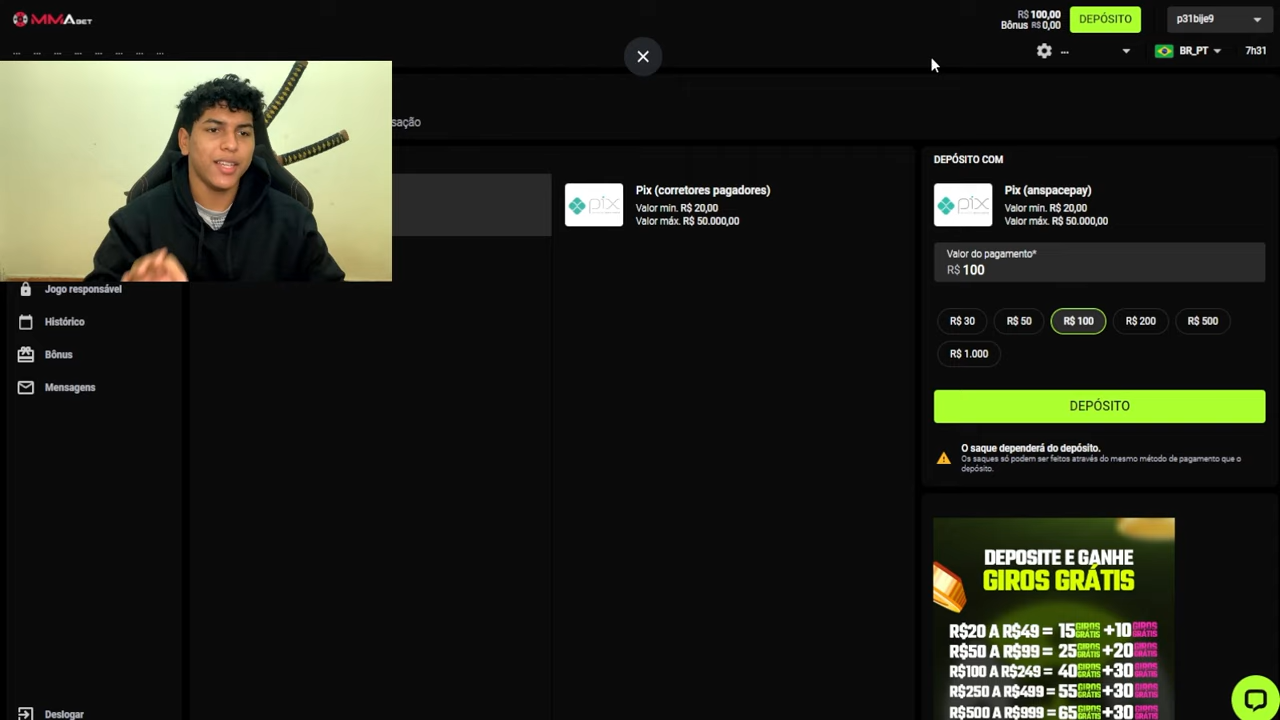 MMABET
R$ 100,00
Bônus R$ 0,00
DEPÓSITO
p31bije9
... ... ... ... ... ... ... ...
...
BR_PT
7h31
sação
DEPÓSITO COM
Pix (corretores pagadores)
Valor min. R$ 20,00
Valor máx. R$ 50.000,00
pix
Pix (anspacepay)
Valor min. R$ 20,00
Valor máx. R$ 50.000,00
pix
Valor do pagamento*
R$ 100
R$ 30
R$ 50
R$ 100
R$ 200
R$ 500
R$ 1.000
DEPÓSITO
O saque dependerá do depósito.
Os saques só podem ser feitos através do mesmo método de pagamento que o
depósito.
Jogo responsável
Histórico
Bônus
Mensagens
Deslogar
DEPOSITE E GANHE
GIROS GRÁTIS
R$20 A R$49 = 15 GIROS GRÁTIS +10 GIROS GRÁTIS
R$50 A R$99 = 25 GIROS GRÁTIS +20 GIROS GRÁTIS
R$100 A R$249 = 40 GIROS GRÁTIS +30 GIROS GRÁTIS
R$250 A R$499 = 55 GIROS GRÁTIS +30 GIROS GRÁTIS
R$500 A R$999 = 65 GIROS GRÁTIS +30 GIROS GRÁTIS